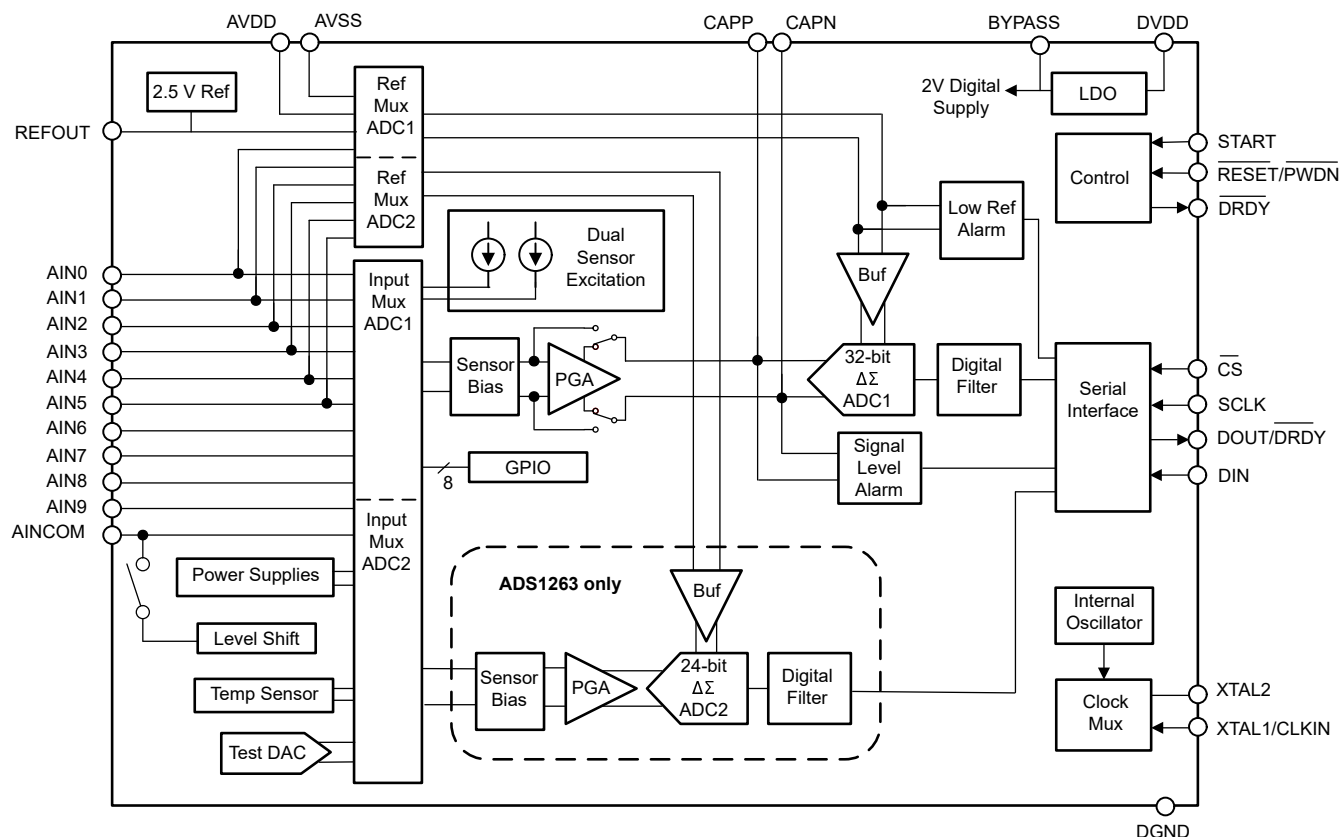 AVDD
AVSS
CAPP
CAPN
BYPASS
DVDD
2.5 V Ref
Ref
Mux
ADC1
2V Digital
Supply
LDO
REFOUT
START
RESET/PWDN
DRDY
Control
Ref
Mux
ADC2
Low Ref
Alarm
Dual
Sensor
Excitation
AIN0
AIN1
AIN2
AIN3
AIN4
AIN5
AIN6
AIN7
AIN8
AIN9
AINCOM
Input
Mux
ADC1
Buf
Sensor
Bias
PGA
32-bit
ΔΣ
ADC1
Digital
Filter
Serial
Interface
CS
SCLK
DOUT/DRDY
DIN
GPIO
8
Signal
Level
Alarm
Input
Mux
ADC2
Power Supplies
Level Shift
Temp Sensor
Test DAC
ADS1263 only
Buf
Sensor
Bias
PGA
24-bit
ΔΣ
ADC2
Digital
Filter
Internal
Oscillator
Clock
Mux
XTAL2
XTAL1/CLKIN
DGND